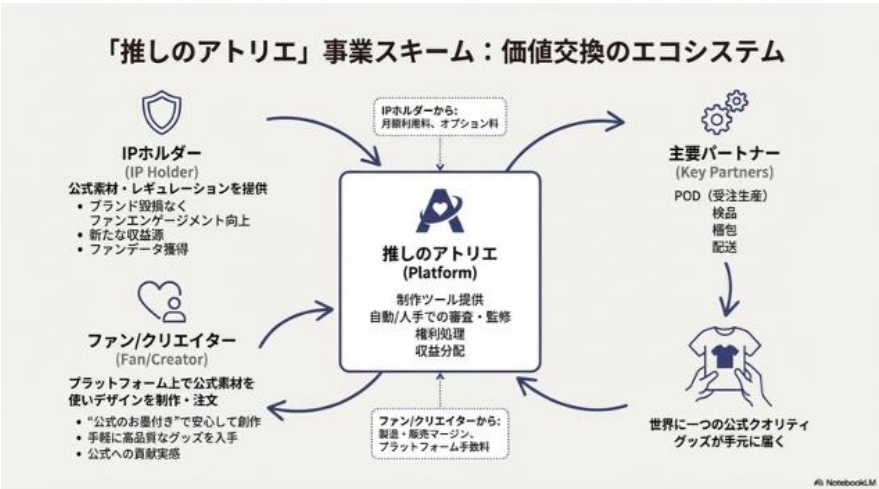 「推しのアトリエ」事業スキーム：価値交換のエコシステム
IPホルダー
(IP Holder)
公式素材・レギュレーションを提供
• ブランド毀損なく
ファンエンゲージメント向上
• 新たな収益源
• ファンデータ獲得
ファン/クリエイター
(Fan/Creator)
プラットフォーム上で公式素材を
使いデザインを制作・注文
• “公式のお墨付き”で安心して創作
• 手軽に高品質なグッズを入手
• 公式への貢献実感
IPホルダーから:
月額利用料、オプション料
推しのアトリエ
(Platform)
制作ツール提供
自動/人手での審査・監修
権利処理
収益分配
ファン/クリエイターから:
製造・販売マージン、
プラットフォーム手数料
主要パートナー
(Key Partners)
POD（受注生産）
検品
梱包
配送
世界に一つの公式クオリティ
グッズが手元に届く
NotebookLM